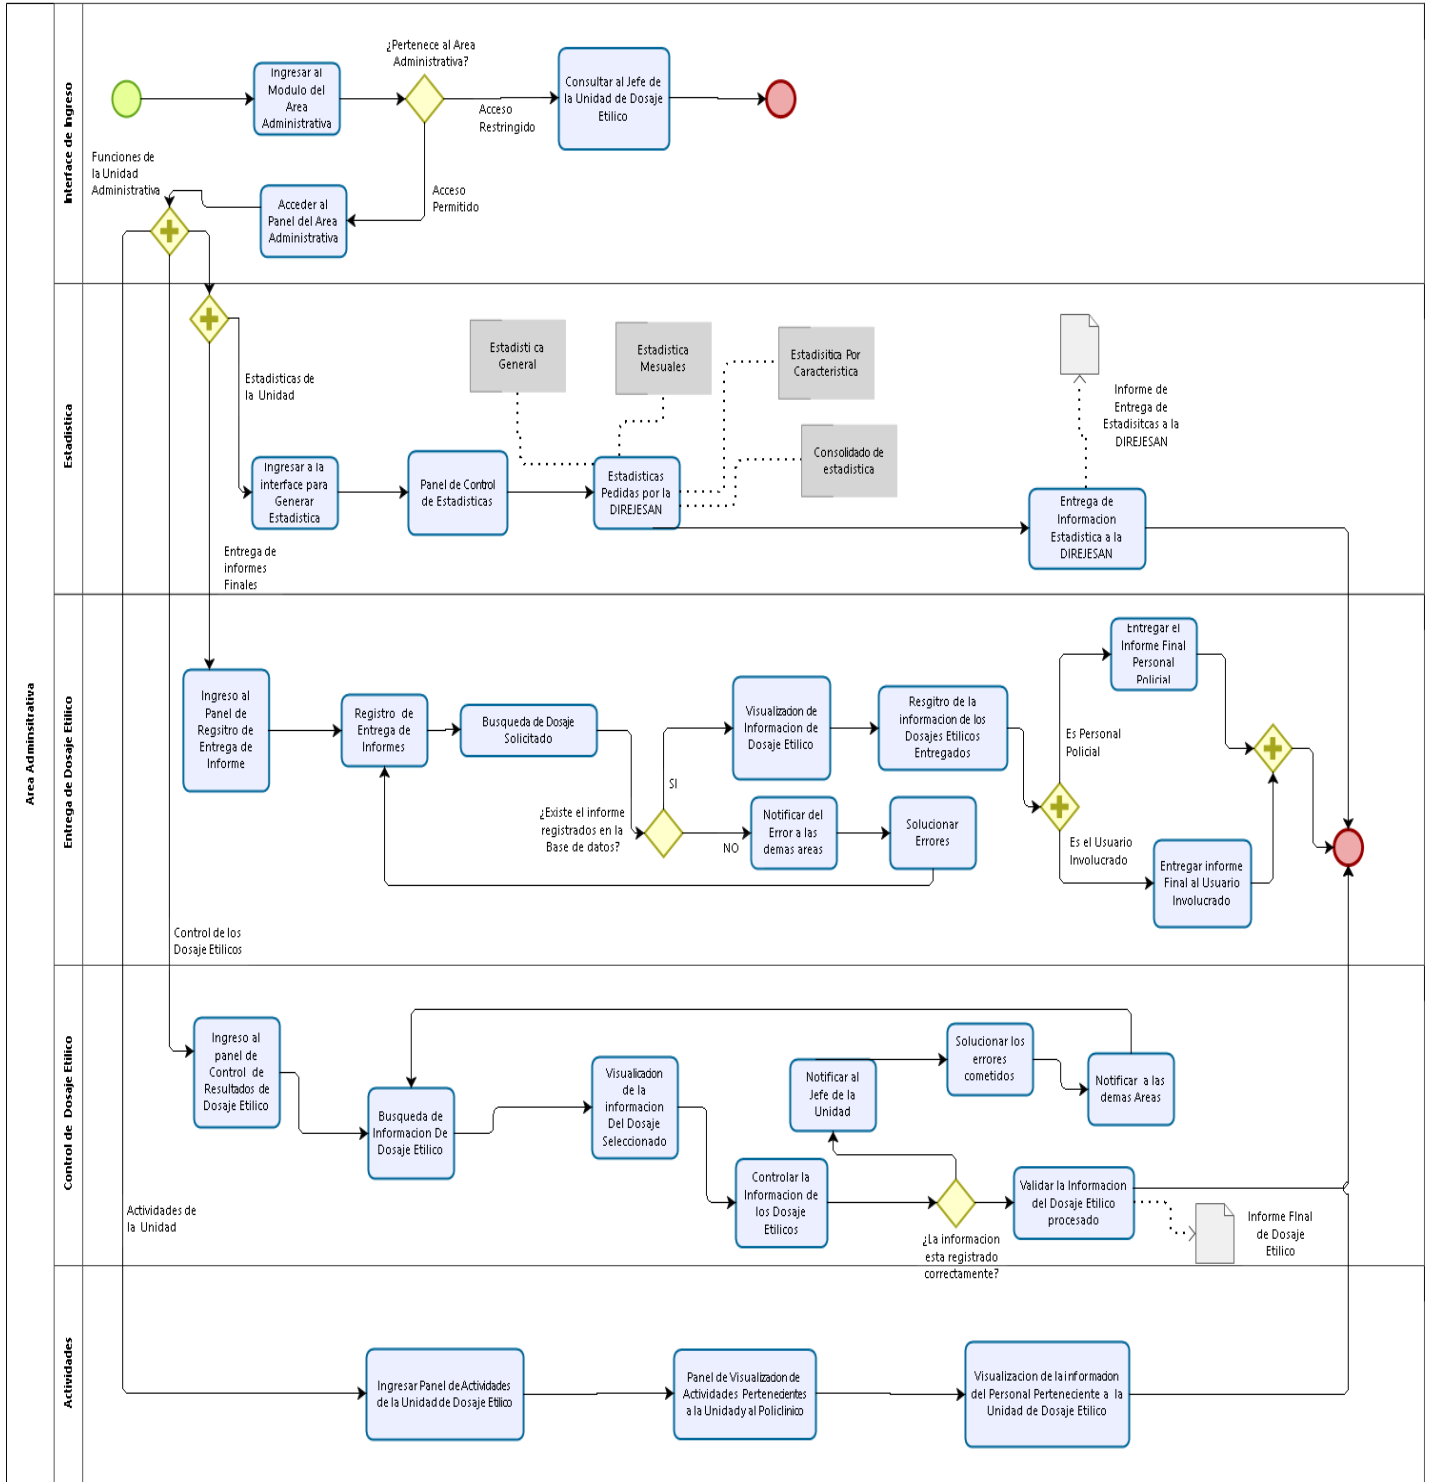 Area Adminsitrativa
Interface de Ingreso
¿Pertenece al Area
Administrativa?
Ingresar al
Modulo del
Area
Administrativa
Consultar al Jefe de
la Unidad de Dosaje
Etilico
Acceso
Restringido
Funciones de
la Unidad
Administrativa
Acceder al
Panel del Area
Administrativa
Acceso
Permitido
Estadistica
Estadisti ca
General
Estadistica
Mesuales
Estadisitica Por
Caracteristica
Consolidado de
estadistica
Informe de
Entrega de
Estadisitcas a la
DIREJESAN
Estadisticas de
la Unidad
Ingresar a la
interface para
Generar
Estadistica
Panel de Control
de Estadisticas
Estadisticas
Pedidas por la
DIREJESAN
Entrega de
Informacion
Estadistica a la
DIREJESAN
Entrega de
informes
Finales
Entrega de Dosaje Etilico
Ingreso al
Panel de
Regsitro de
Entrega de
Informe
Registro de
Entrega de
Informes
Busqueda de Dosaje
Solicitado
¿Existe el informe
registrados en la
Base de datos?
SI
NO
Visualizacion de
Informacion de
Dosaje Etilico
Resgitro de la
informacion de los
Dosajes Etilicos
Entregados
Notificar del
Error a las
demas areas
Solucionar
Errores
Es Personal
Policial
Es el Usuario
Involucrado
Entregar el
Informe Final
Personal
Policial
Entregar informe
Final al Usuario
Involucrado
Control de los
Dosaje Etilicos
Control de Dosaje Etilico
Ingreso al
panel de
Control de
Resultados de
Dosaje Etilico
Busqueda de
Informacion De
Dosaje Etilico
Visualicacion
de la
informacion
Del Dosaje
Seleccionado
Controlar la
Informacion de
los Dosaje
Etilicos
Notificar al
Jefe de la
Unidad
Solucionar los
errores
cometidos
Notificar a las
demas Areas
¿La informacion
esta registrado
correctamente?
Validar la Informacion
del Dosaje Etilico
procesado
Informe Final
de Dosaje
Etilico
Actividades de
la Unidad
Actividades
Ingresar Panel de Actividades
de la Unidad de Dosaje Etilico
Panel de Visualizacion de
Actividades Pertenecientes
a la Unidad y al Policlinico
Visualizacion de la informacion
del Personal Perteneciente a la
Unidad de Dosaje Etilico